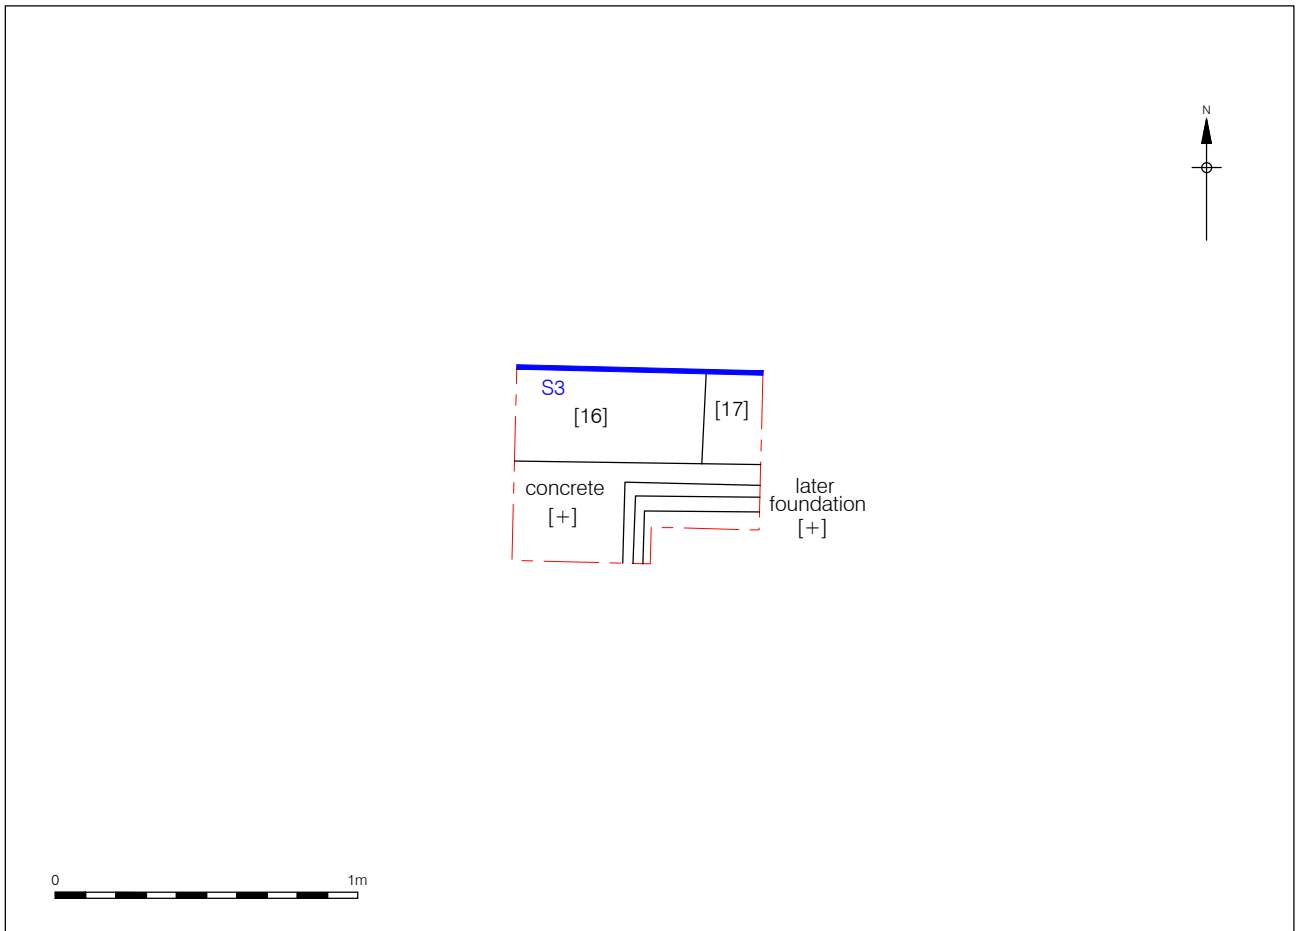 N
S3
[16]
[17]
concrete
[+]
later
foundation
[+]
0
1m